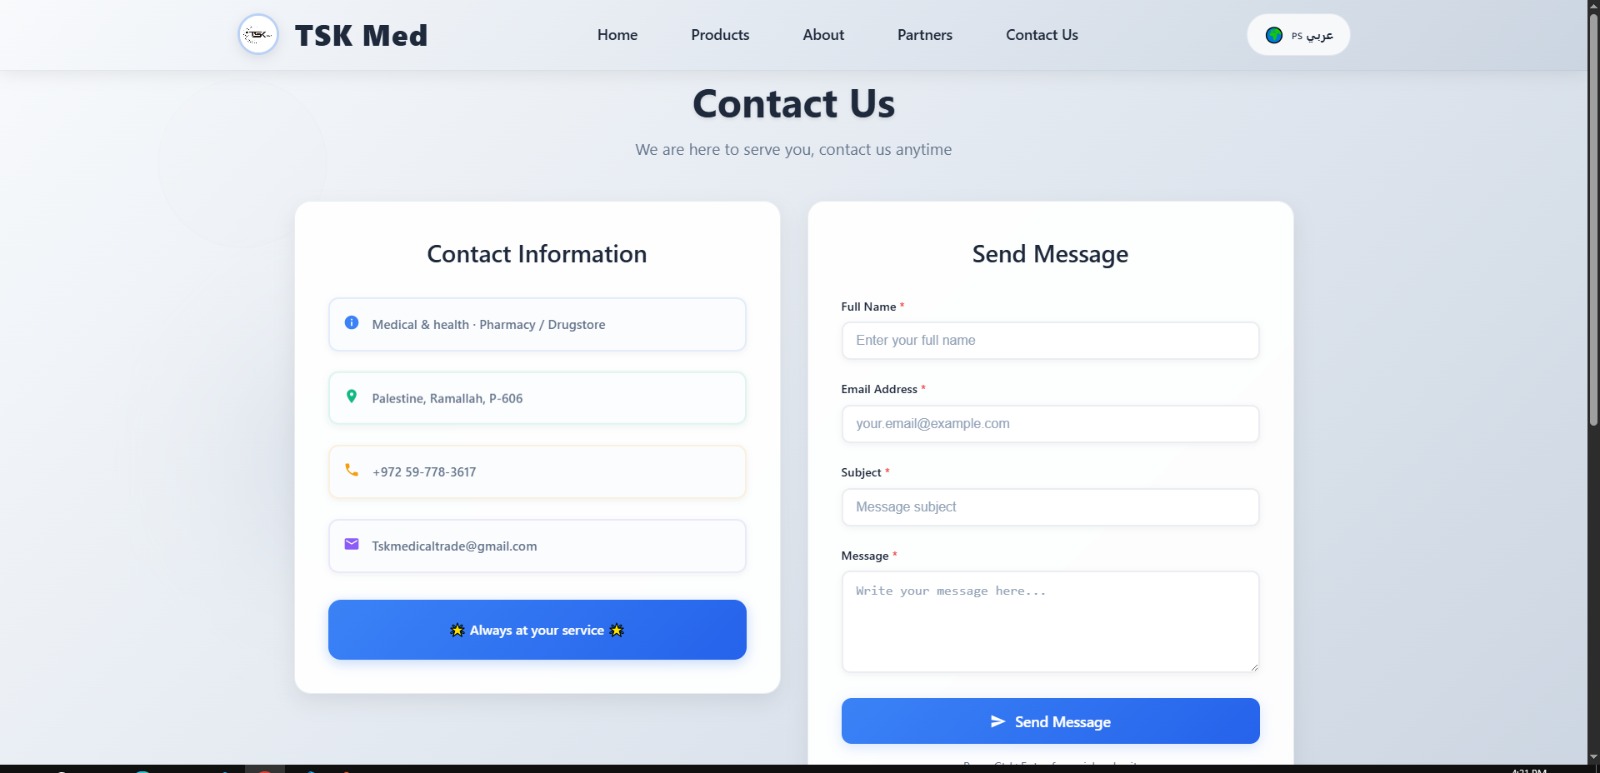 TSK
TSK Med
Home
Products
About
Partners
Contact Us
PS عربي
Contact Us
We are here to serve you, contact us anytime
Contact Information
Medical & health · Pharmacy / Drugstore
Palestine, Ramallah, P-606
+972 59-778-3617
Tskmedicaltrade@gmail.com
🌟 Always at your service 🌟
Send Message
Full Name *
Enter your full name
Email Address *
your.email@example.com
Subject *
Message subject
Message *
Write your message here...
Send Message